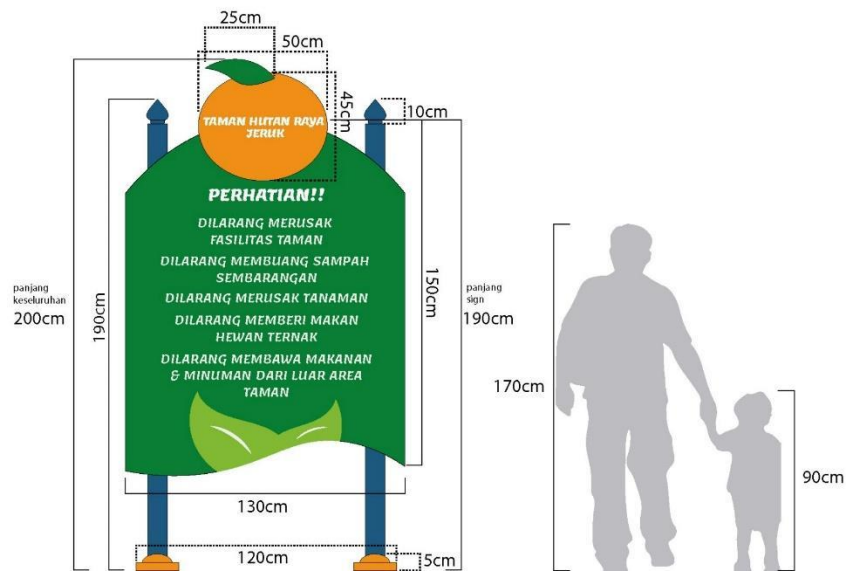 25cm
50cm
45cm
10cm
TAMAN HUTAN RAYA
JERUK
PERHATIAN!!
DILARANG MERUSAK
FASILITAS TAMAN
DILARANG MEMBUANG SAMPAH
SEMBARANGAN
DILARANG MERUSAK TANAMAN
DILARANG MEMBERI MAKAN
HEWAN TERNAK
DILARANG MEMBAWA MAKANAN
& MINUMAN DARI LUAR AREA
TAMAN
panjang
keseluruhan
200cm
190cm
150cm
panjang
sign
190cm
130cm
120cm
5cm
170cm
90cm